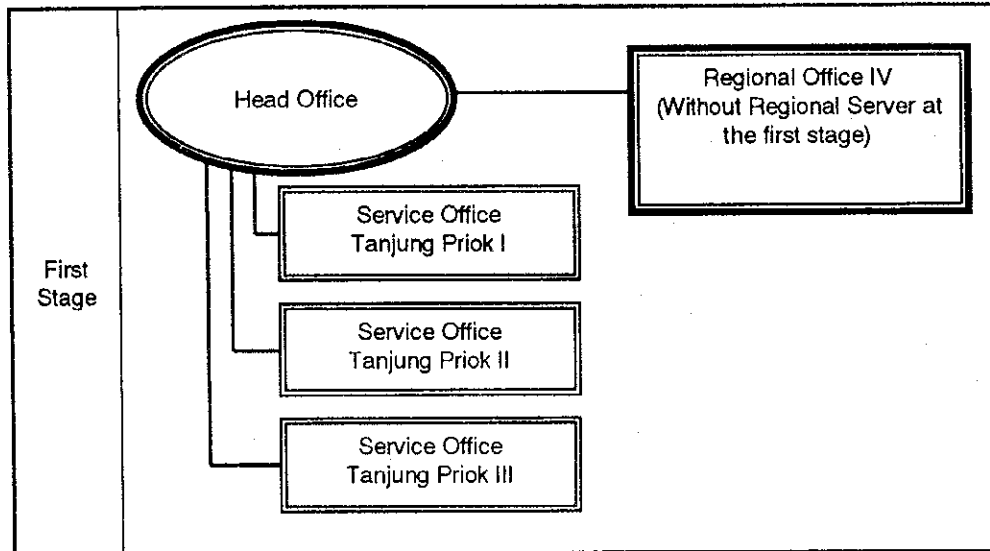 First
Stage
Head Office
Regional Office IV
(Without Regional Server at
the first stage)
Service Office
Tanjung Priok I
Service Office
Tanjung Priok II
Service Office
Tanjung Priok III